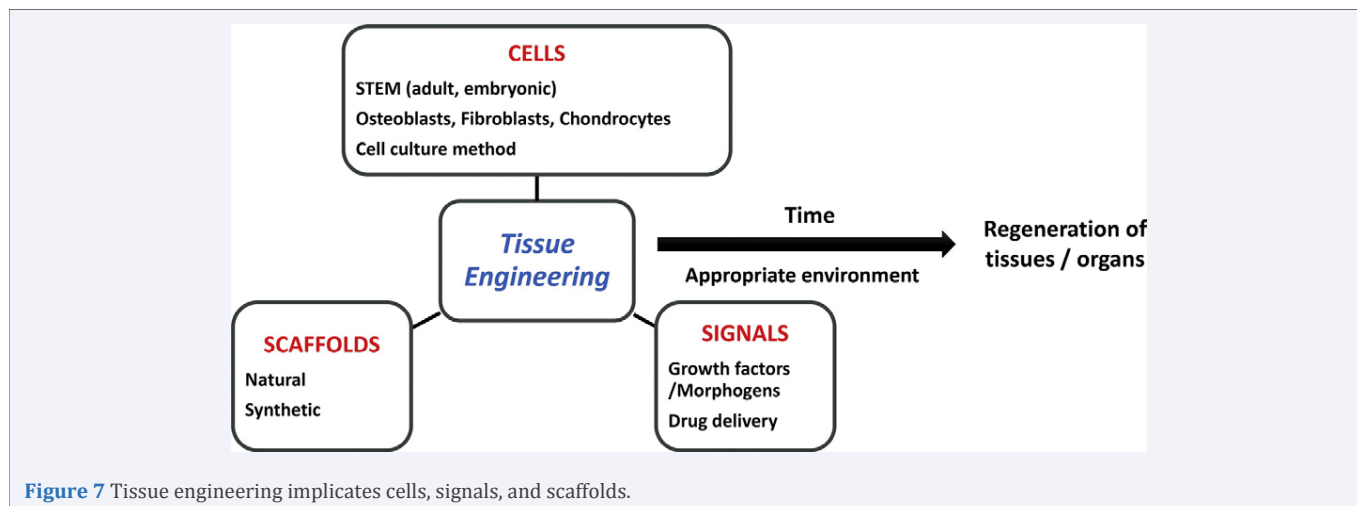 CELLS
STEM (adult, embryonic)
Osteoblasts, Fibroblasts, Chondrocytes
Cell culture method
Tissue
Engineering
Time
Appropriate environment
Regeneration of
tissues / organs
SCAFFOLDS
Natural
Synthetic
SIGNALS
Growth factors
/Morphogens
Drug delivery
Figure 7 Tissue engineering implicates cells, signals, and scaffolds.